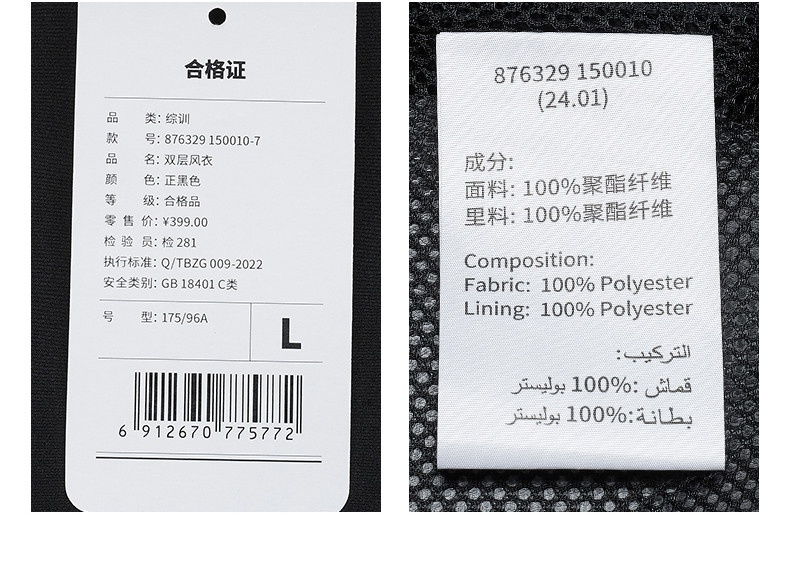 合格证
品 类: 综训
款 号: 876329 150010-7
品 名: 双层风衣
颜 色: 正黑色
等 级: 合格品
零 售 价: ¥399.00
检 验 员: 检 281
执行标准: Q/TBZG 009-2022
安全类别: GB 18401 C类
号 型: 175/96A
L
6 912670 775772
876329 150010
(24.01)
成分:
面料: 100%聚酯纤维
里料: 100%聚酯纤维
Composition:
Fabric: 100% Polyester
Lining: 100% Polyester
التركيب:
قماش :100% بوليستر
بطانة:100% بوليستر